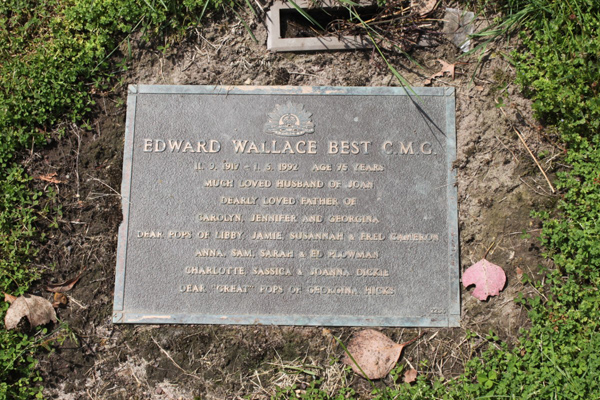 EDWARD WALLACE BEST C.M.G.
11. 9. 1917 - 1. 5. 1992 AGE 75 YEARS
MUCH LOVED HUSBAND OF JOAN
DEARLY LOVED FATHER OF
CAROLYN, JENNIFER AND GEORGINA
DEAR POPS OF LIBBY, JAMIE, SUSANNAH & FRED CAMERON
ANNA, SAM, SARAH & ED PLOWMAN
CHARLOTTE, SASSICA & JOANNA DICKIE
DEAR "GREAT" POPS OF GEORGINA HICKS